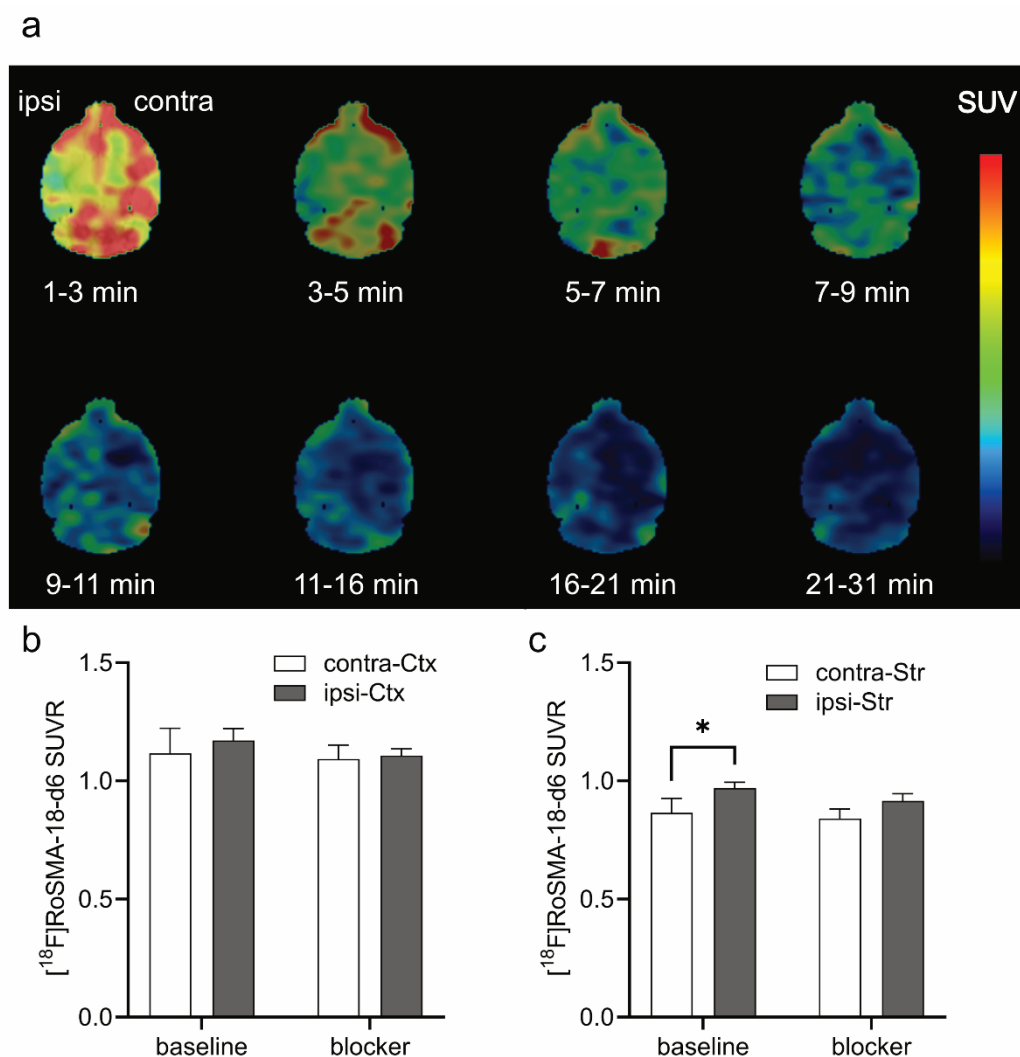 a
ipsi contra SUV
1-3 min 3-5 min 5-7 min 7-9 min
9-11 min 11-16 min 16-21 min 21-31 min
b
1.5
1.0
0.5
0.0
[¹⁸F]RoSMA-18-d6 SUVR
contra-Ctx
ipsi-Ctx
baseline blocker
c
1.5
1.0
0.5
0.0
[¹⁸F]RoSMA-18-d6 SUVR
contra-Str
ipsi-Str
*
baseline blocker